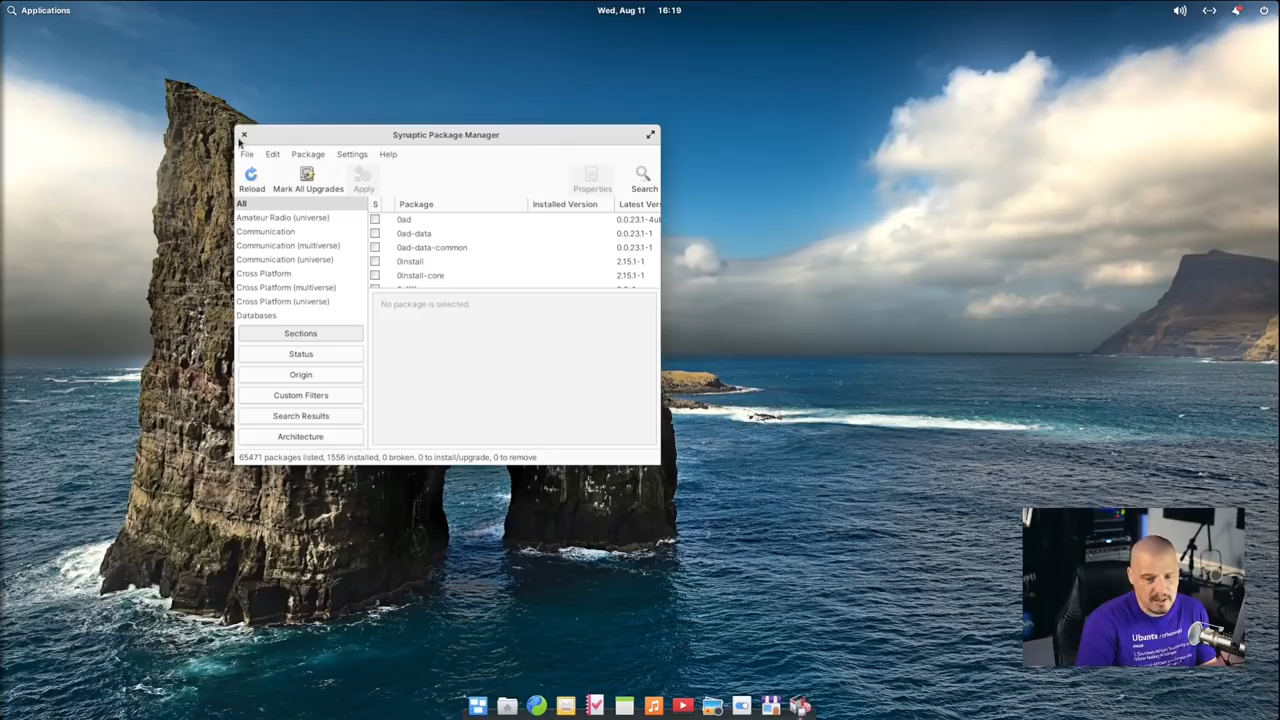 Applications
Wed, Aug 11 16:19
Synaptic Package Manager
File Edit Package Settings Help
Reload Mark All Upgrades Apply Properties Search
All
Amateur Radio (universe)
Communication
Communication (multiverse)
Communication (universe)
Cross Platform
Cross Platform (multiverse)
Cross Platform (universe)
Databases
Sections
Status
Origin
Custom Filters
Search Results
Architecture
S Package Installed Version Latest Ver
0ad 0.0.23.1-4u
0ad-data 0.0.23.1-1
0ad-data-common 0.0.23.1-1
0install 2.15.1-1
0install-core 2.15.1-1
No package is selected.
65471 packages listed, 1556 installed, 0 broken. 0 to install/upgrade, 0 to remove
Ubuntu